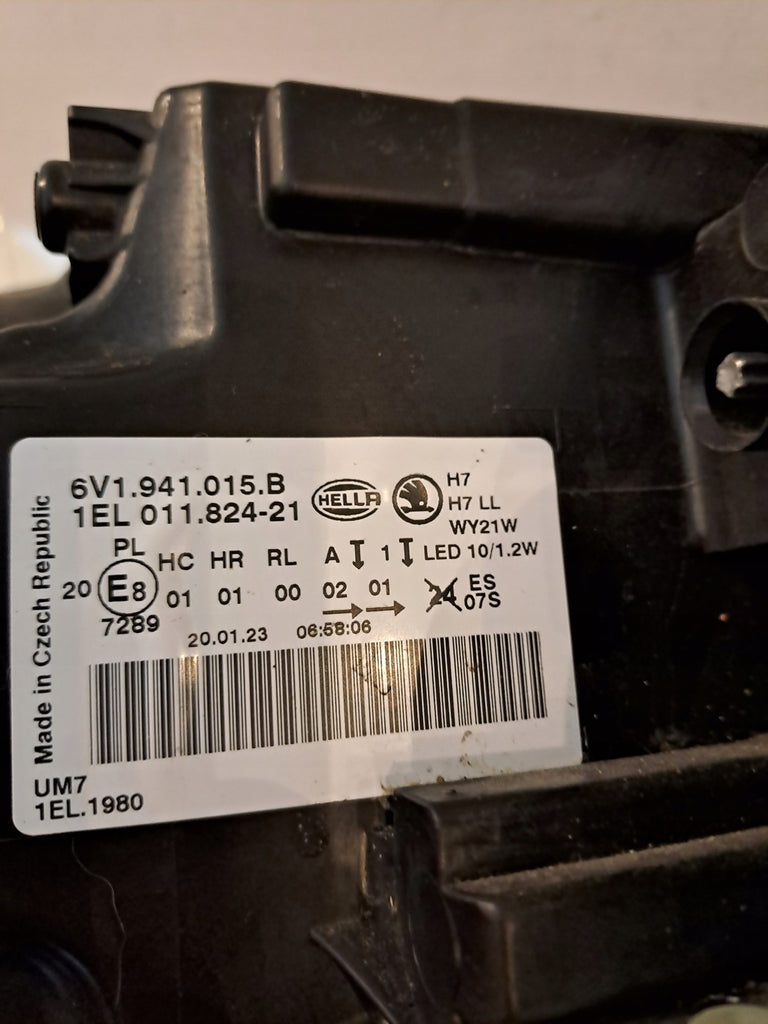 6V1.941.015.B
1EL 011.824-21
HELLA
H7
H7 LL
WY21W
LED 10/1.2W
PL HC HR RL A 1
20 E8 01 01 00 02 01 24 ES
07S
7289 20.01.23 06:58:06
Made in Czech Republic
UM7
1EL.1980